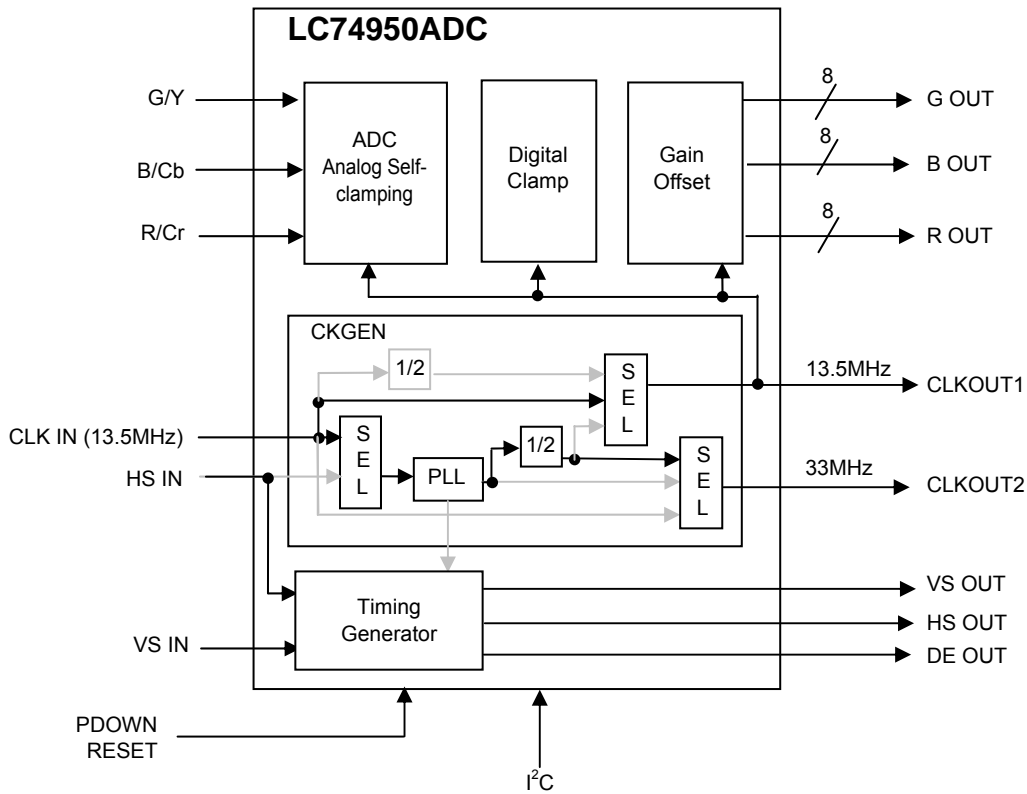 LC74950ADC
G/Y
B/Cb
R/Cr
ADC
Analog Self-
clamping
Digital
Clamp
Gain
Offset
8
G OUT
8
B OUT
8
R OUT
CKGEN
1/2
S
E
L
13.5MHz
CLKOUT1
CLK IN (13.5MHz)
HS IN
S
E
L
PLL
1/2
S
E
L
33MHz
CLKOUT2
Timing
Generator
VS IN
VS OUT
HS OUT
DE OUT
PDOWN
RESET
I²C